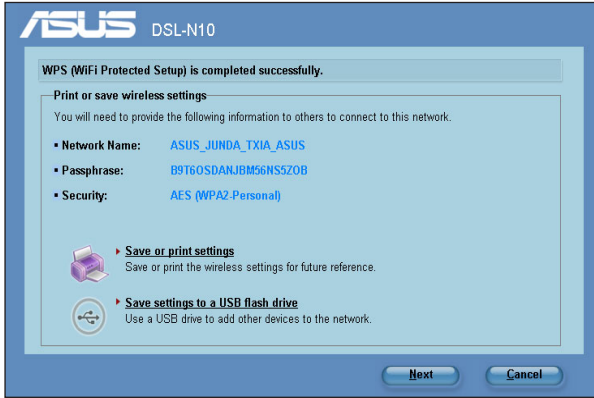 ASUS DSL-N10
WPS (WiFi Protected Setup) is completed successfully.
Print or save wireless settings
You will need to provide the following information to others to connect to this network.
▪ Network Name: ASUS_JUNDA_TXIA_ASUS
▪ Passphrase: B9T6OSDANJBM56NS5ZOB
▪ Security: AES (WPA2-Personal)
Save or print settings
Save or print the wireless settings for future reference.
Save settings to a USB flash drive
Use a USB drive to add other devices to the network.
Next Cancel